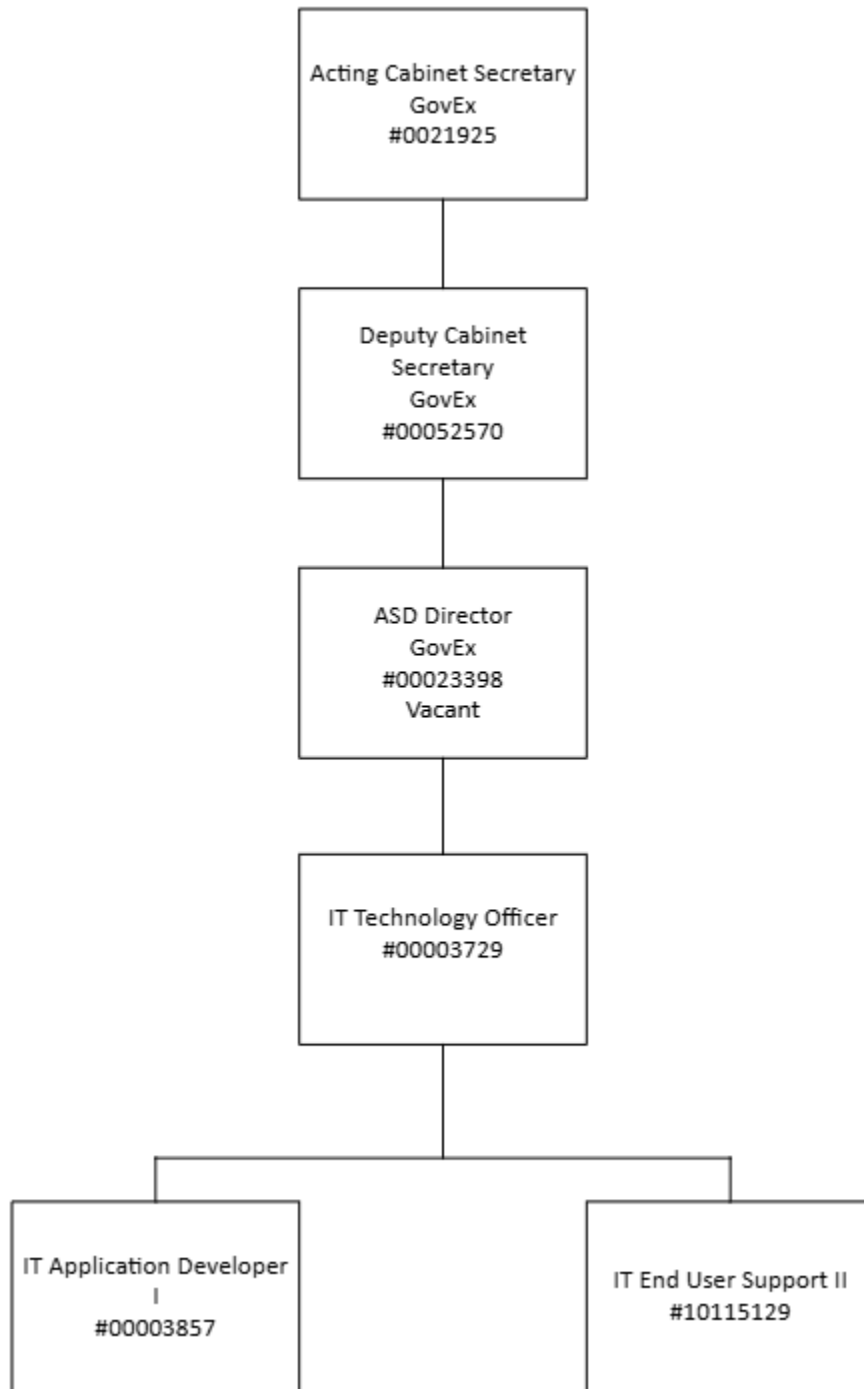 Acting Cabinet Secretary
GovEx
#0021925
Deputy Cabinet
Secretary
GovEx
#00052570
ASD Director
GovEx
#00023398
Vacant
IT Technology Officer
#00003729
IT Application Developer
I
#00003857
IT End User Support II
#10115129